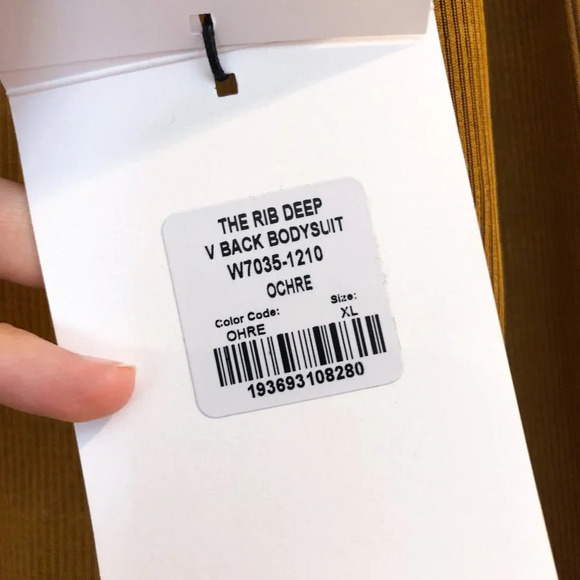 THE RIB DEEP
V BACK BODYSUIT
W7035-1210
OCHRE
Color Code: Size:
OHRE XL
193693108280